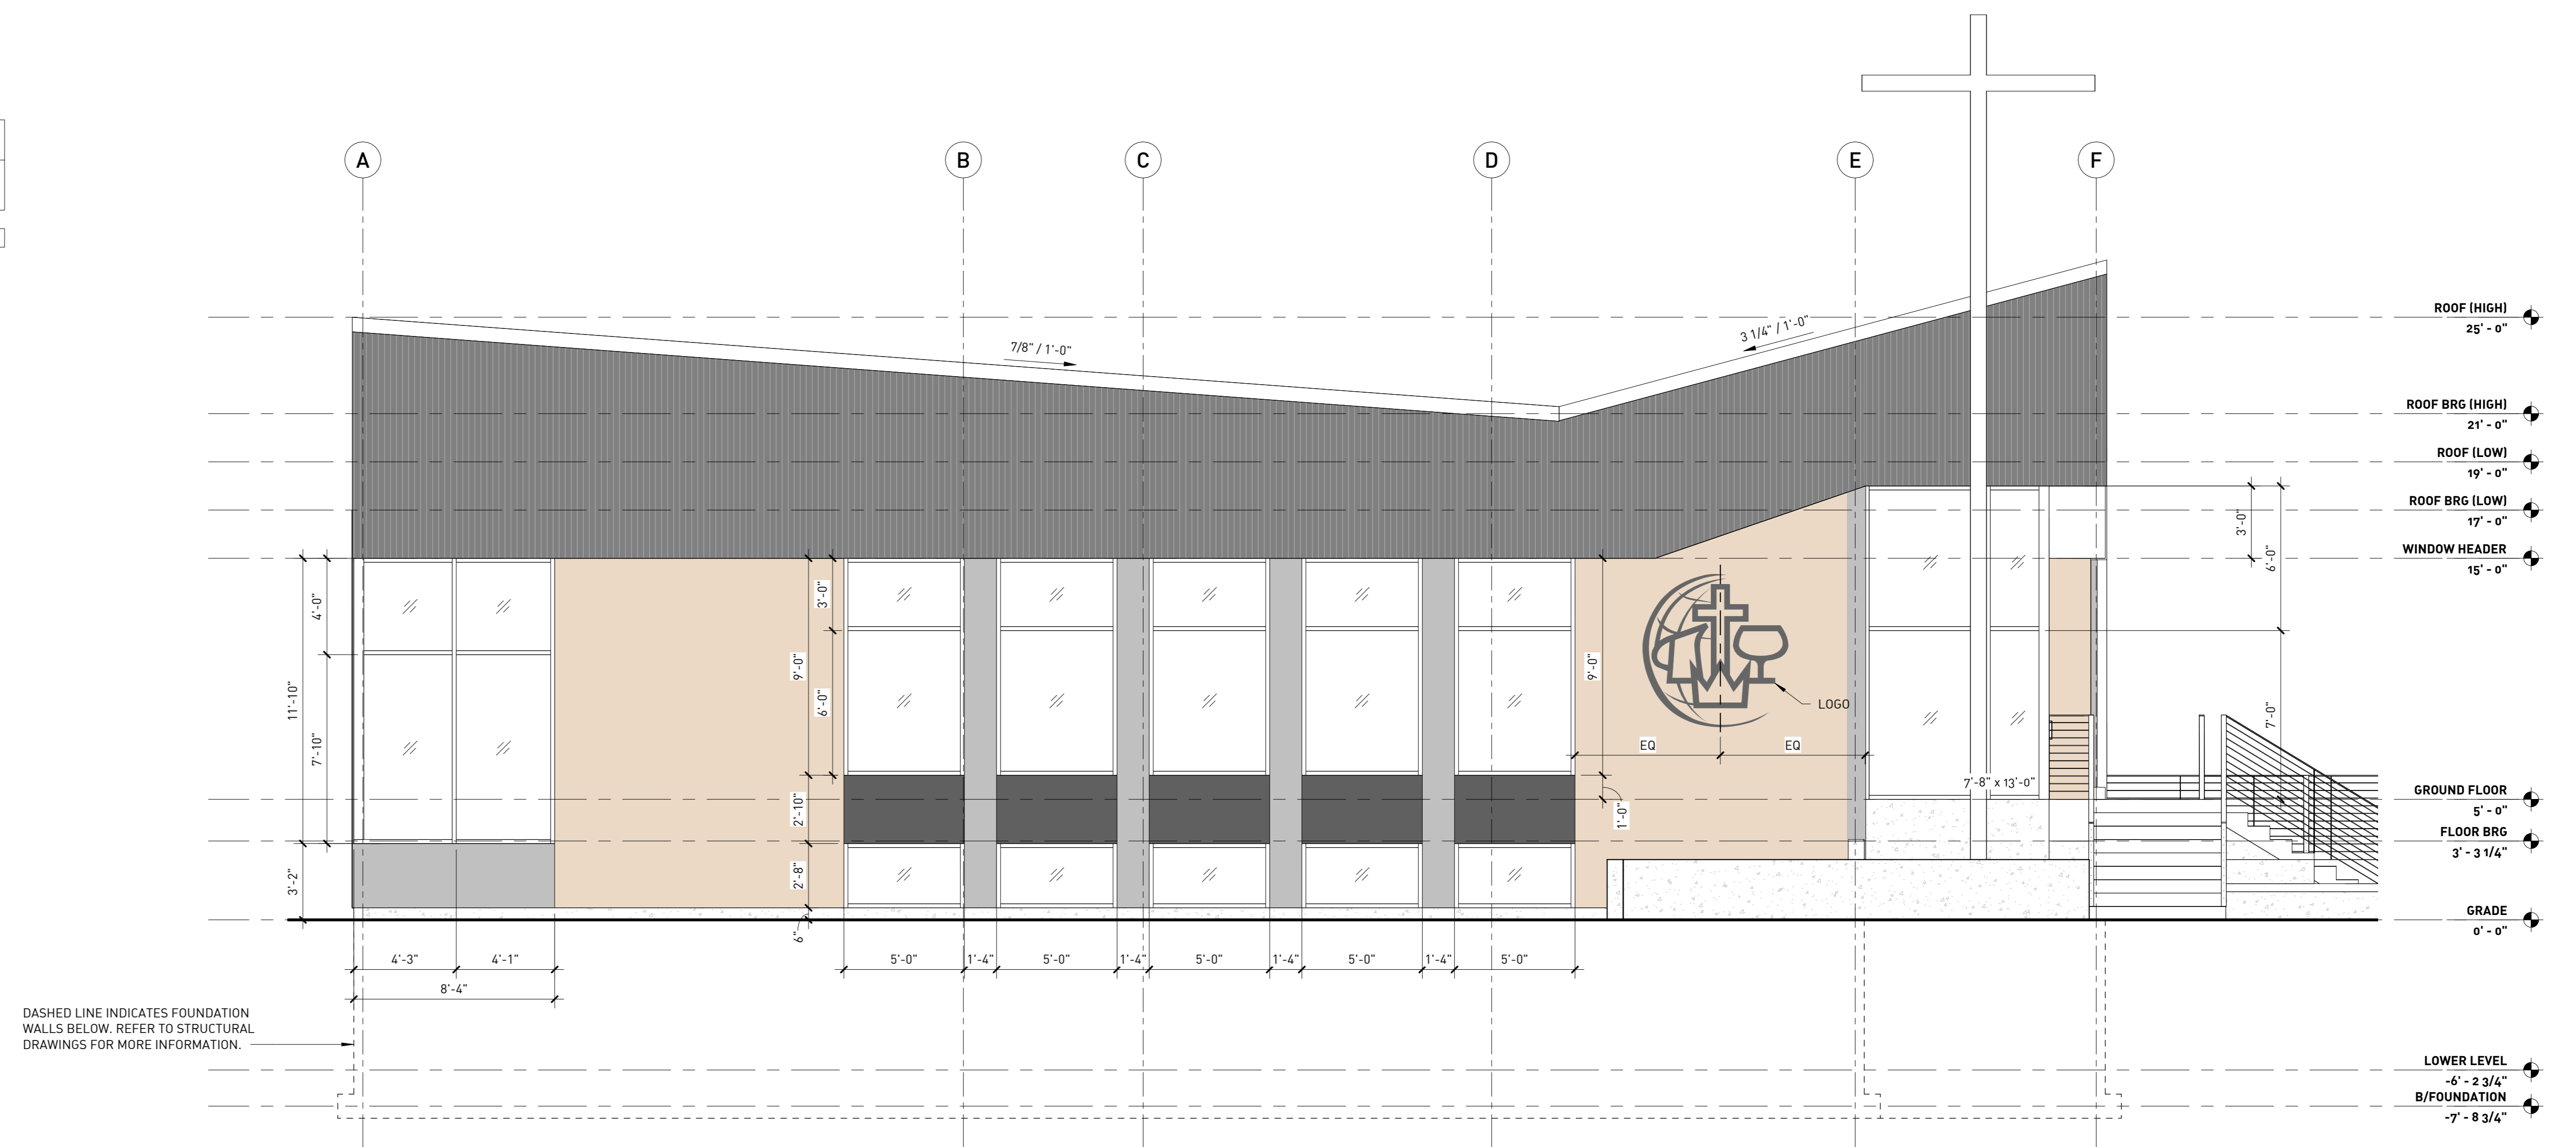 A
B
C
D
E
F
7/8" / 1'-0"
3 1/4" / 1'-0"
ROOF (HIGH)
25' - 0"
ROOF BRG (HIGH)
21' - 0"
ROOF (LOW)
19' - 0"
ROOF BRG (LOW)
17' - 0"
WINDOW HEADER
15' - 0"
3'-0"
6'-0"
7'-0"
4'-0"
11'-10"
7'-10"
3'-2"
3'-0"
9'-0"
6'-0"
2'-10"
2'-8"
6"
9'-0"
1'-0"
LOGO
EQ
EQ
7'-8" x 13'-0"
GROUND FLOOR
5' - 0"
FLOOR BRG
3' - 3 1/4"
GRADE
0' - 0"
4'-3"
4'-1"
8'-4"
5'-0"
1'-4"
5'-0"
1'-4"
5'-0"
1'-4"
5'-0"
1'-4"
5'-0"
DASHED LINE INDICATES FOUNDATION
WALLS BELOW. REFER TO STRUCTURAL
DRAWINGS FOR MORE INFORMATION.
LOWER LEVEL
-6' - 2 3/4"
B/FOUNDATION
-7' - 8 3/4"